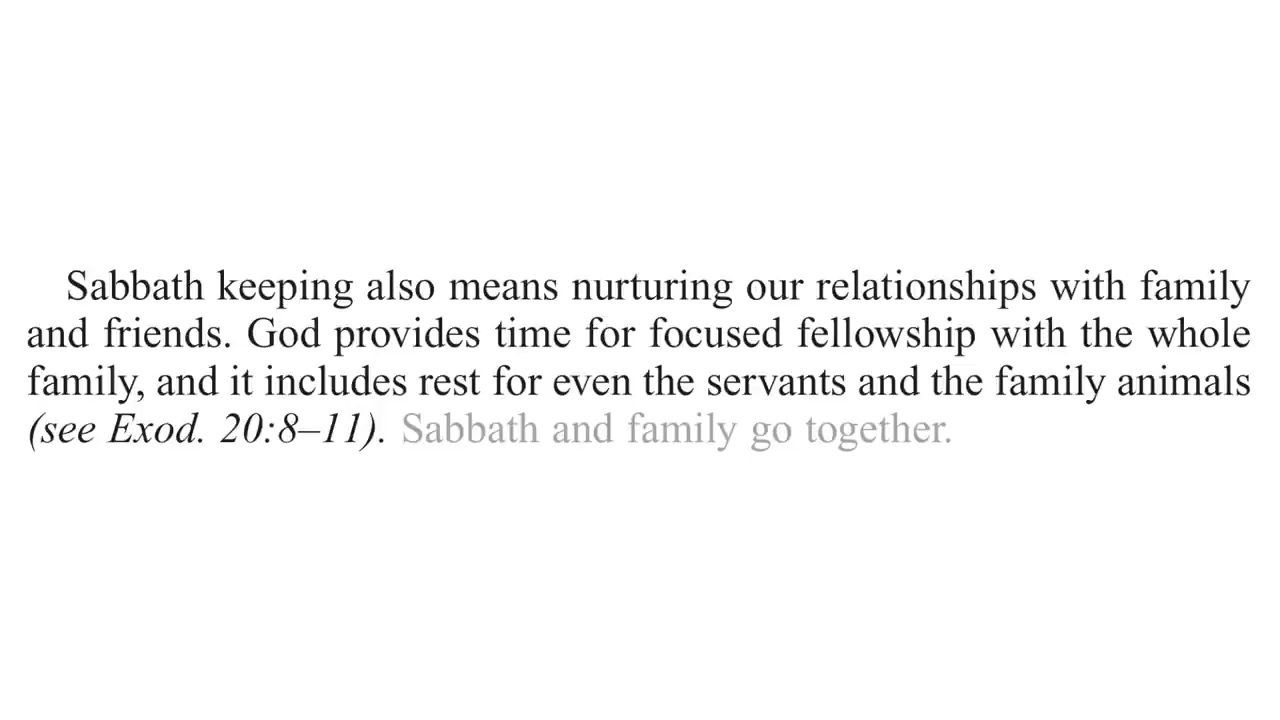 Sabbath keeping also means nurturing our relationships with family
and friends. God provides time for focused fellowship with the whole
family, and it includes rest for even the servants and the family animals
(see Exod. 20:8–11). Sabbath and family go together.